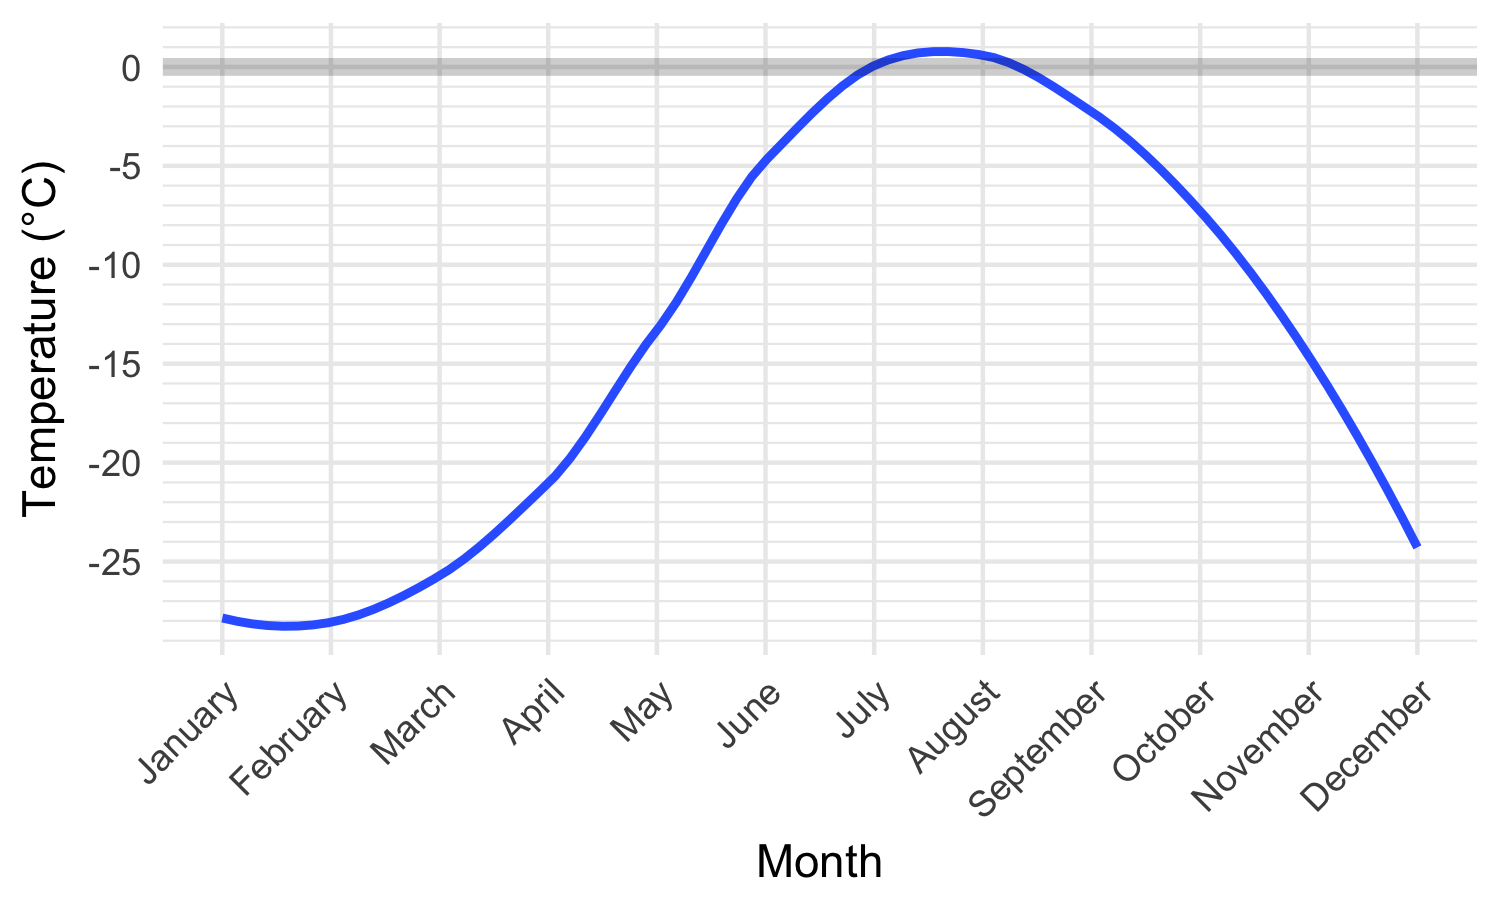 Temperature (°C)
0
-5
-10
-15
-20
-25
January
February
March
April
May
June
July
August
September
October
November
December
Month